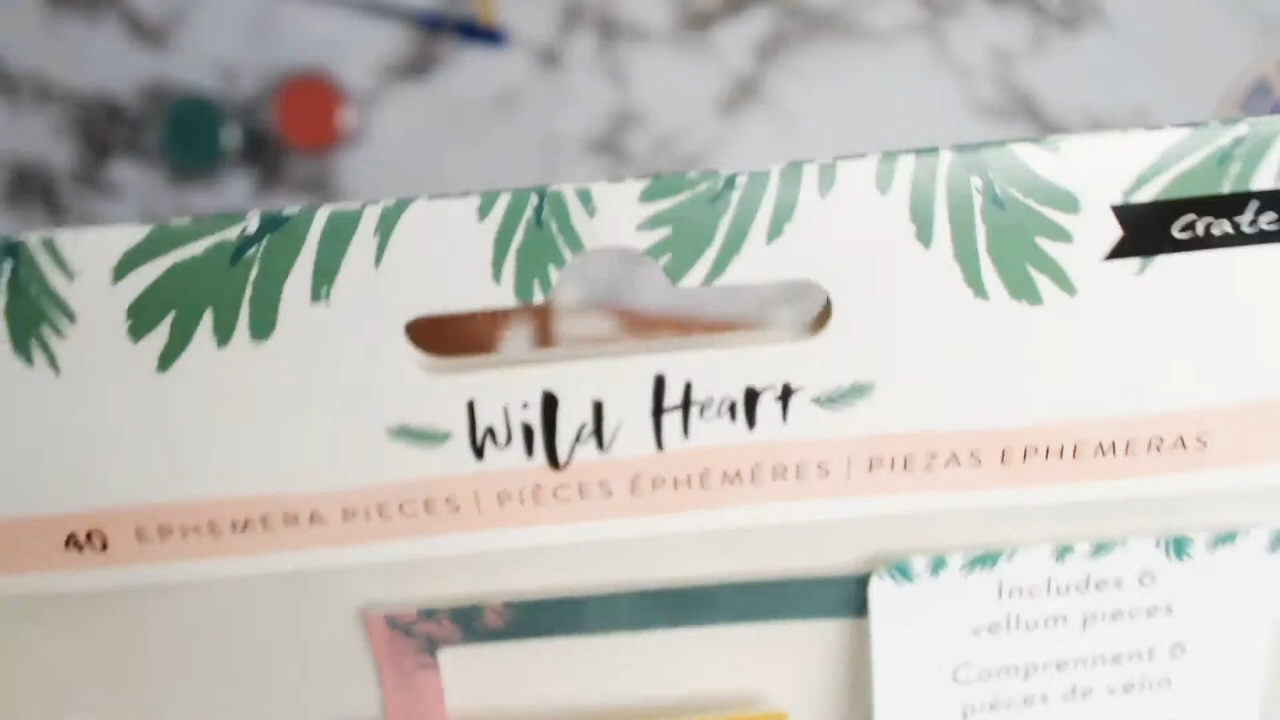 crate
Wild Heart
40 EPHEMERA PIECES | PIÈCES ÉPHÉMÈRES | PIEZAS EPHEMERAS
Includes 6
vellum pieces
Comprennent 6
pièces de velin